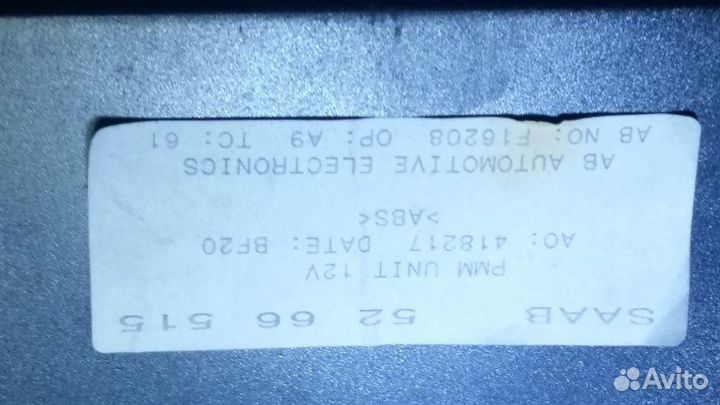 SAAB 52 66 515
PMM UNIT 12V
AO: 418217 DATE: BF20
>ABS<
AB AUTOMOTIVE ELECTRONICS
AB NO: F16208 OP: A9 TC: 61
Avito